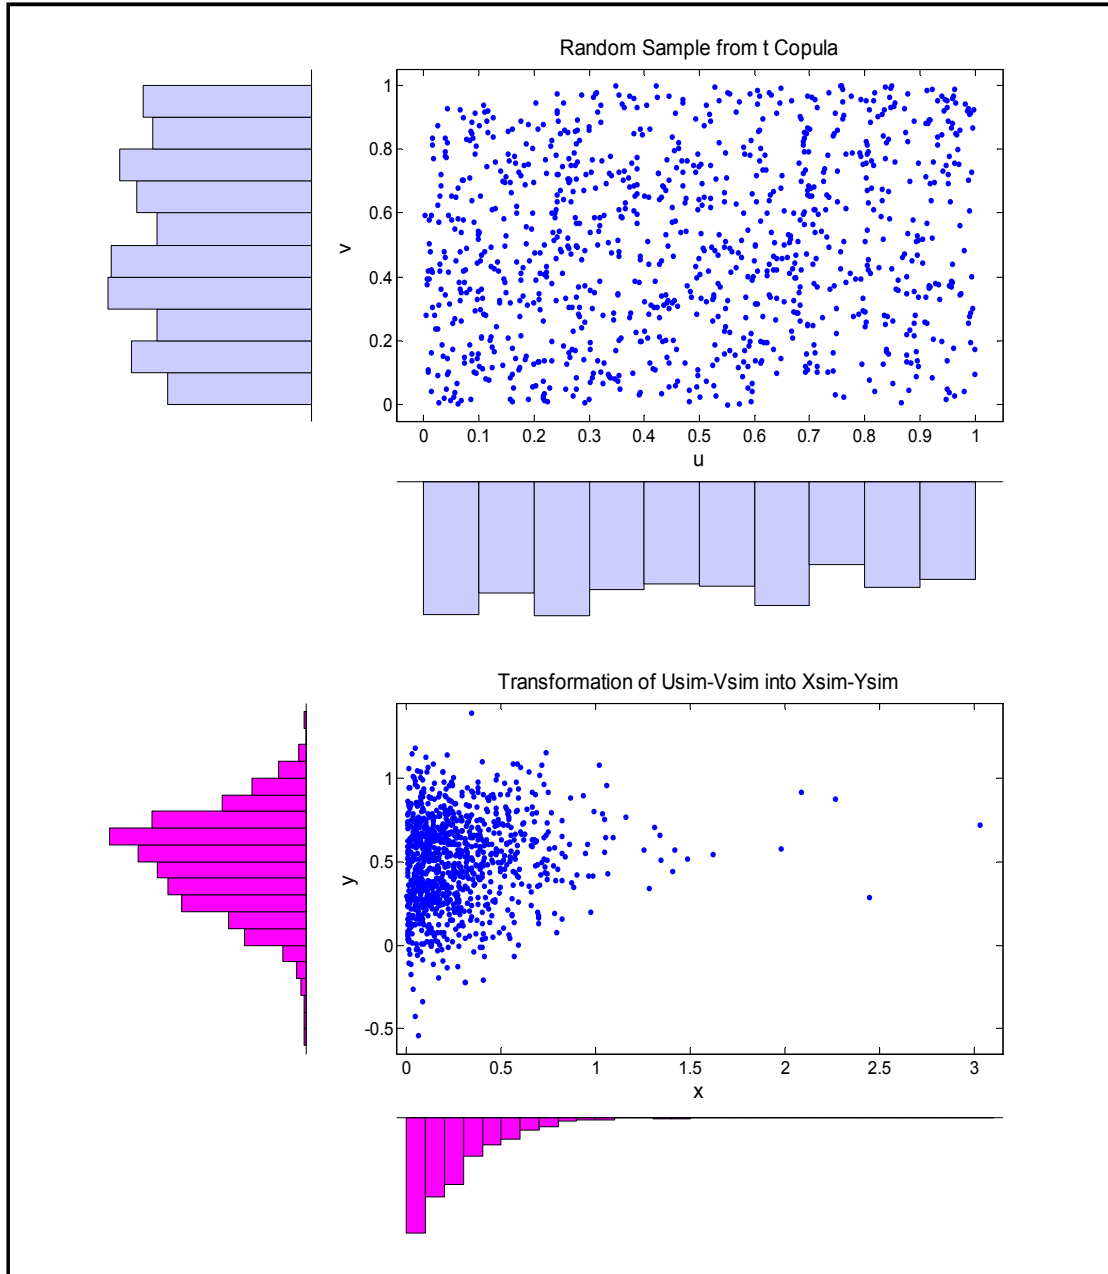 Random Sample from t Copula
1
0.8
0.6
0.4
0.2
0
v
0 0.1 0.2 0.3 0.4 0.5 0.6 0.7 0.8 0.9 1
u
Transformation of Usim-Vsim into Xsim-Ysim
1
0.5
0
-0.5
y
0 0.5 1 1.5 2 2.5 3
x